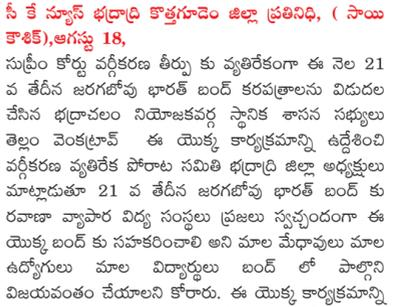 సీ కే న్యూస్ భద్రాద్రి కొత్తగూడెం జిల్లా ప్రతినిధి, ( సాయి
కౌశిక్),ఆగస్టు 18,
సుప్రీం కోర్టు వర్గీకరణ తీర్పు కు వ్యతిరేకంగా ఈ నెల 21
వ తేదీన జరగబోవు భారత్ బంద్ కరపత్రాలను విడుదల
చేసిన భద్రాచలం నియోజకవర్గ స్థానిక శాసన సభ్యులు
తెల్లం వెంకట్రావ్ ఈ యొక్క కార్యక్రమాన్ని ఉద్దేశించి
వర్గీకరణ వ్యతిరేక పోరాట సమితి భద్రాద్రి జిల్లా అధ్యక్షులు
మాట్లాడుతూ 21 వ తేదీన జరగబోవు భారత్ బంద్ కు
రవాణా వ్యాపార విద్య సంస్థలు ప్రజలు స్వచ్ఛందంగా ఈ
యొక్క బంద్ కు సహకరించాలి అని మాల మేధావులు మాల
ఉద్యోగులు మాల విద్యార్థులు బంద్ లో పాల్గొని
విజయవంతం చేయాలని కోరారు. ఈ యొక్క కార్యక్రమాన్ని